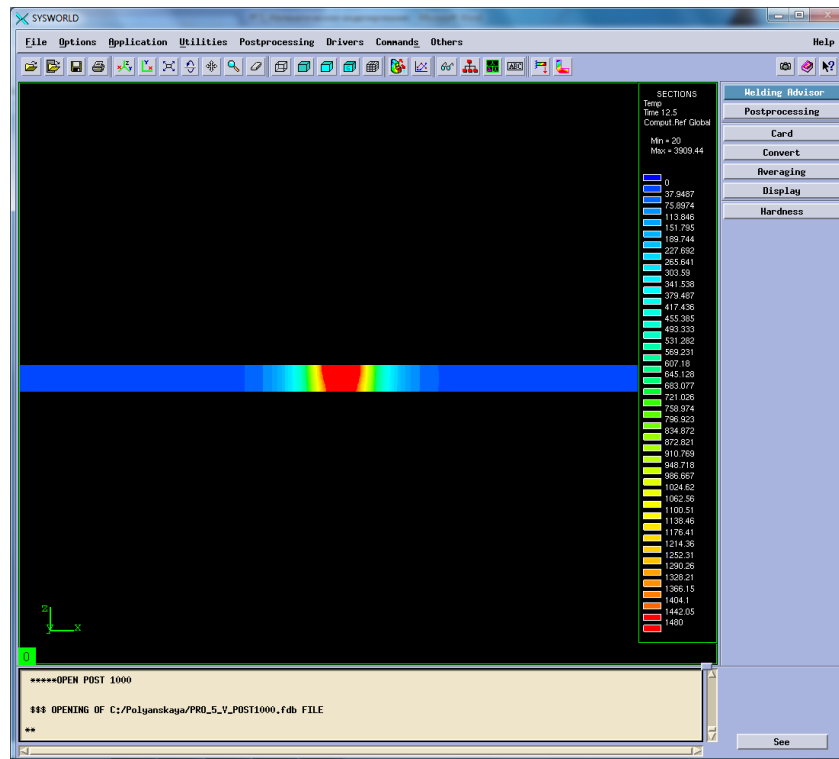 SYSWORLD
File Options Application Utilities Postprocessing Drivers Commands Others Help
ABC
SECTIONS
Temp
Time 12.5
Comput.Ref Global
Min = 20
Max = 3909.44
0
37.9487
75.8974
113.846
151.795
189.744
227.692
265.641
303.59
341.538
379.487
417.436
455.385
493.333
531.282
569.231
607.18
645.128
683.077
721.026
758.974
796.923
834.872
872.821
910.769
948.718
986.667
1024.62
1062.56
1100.51
1138.46
1176.41
1214.36
1252.31
1290.26
1328.21
1366.15
1404.1
1442.05
1480
Welding Advisor
Postprocessing
Card
Convert
Averaging
Display
Hardness
z
y x
0
*****OPEN POST 1000
$$$ OPENING OF C:/Polyanskaya/PRO_5_V_POST1000.fdb FILE
**
See